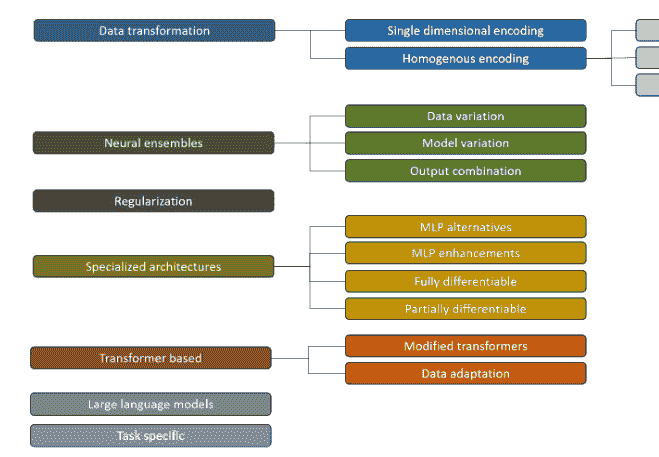 Data transformation
Single dimensional encoding
Homogenous encoding
Neural ensembles
Data variation
Model variation
Output combination
Regularization
Specialized architectures
MLP alternatives
MLP enhancements
Fully differentiable
Partially differentiable
Transformer based
Modified transformers
Data adaptation
Large language models
Task specific